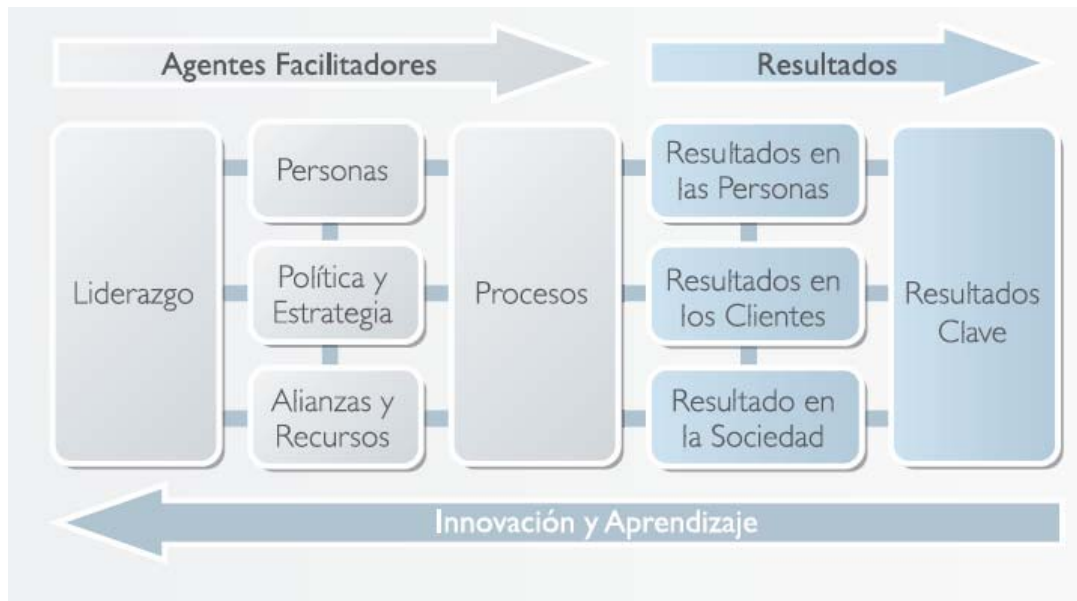 Agentes Facilitadores
Resultados
Liderazgo
Personas
Política y
Estrategia
Alianzas y
Recursos
Procesos
Resultados en
las Personas
Resultados en
los Clientes
Resultado en
la Sociedad
Resultados
Clave
Innovación y Aprendizaje